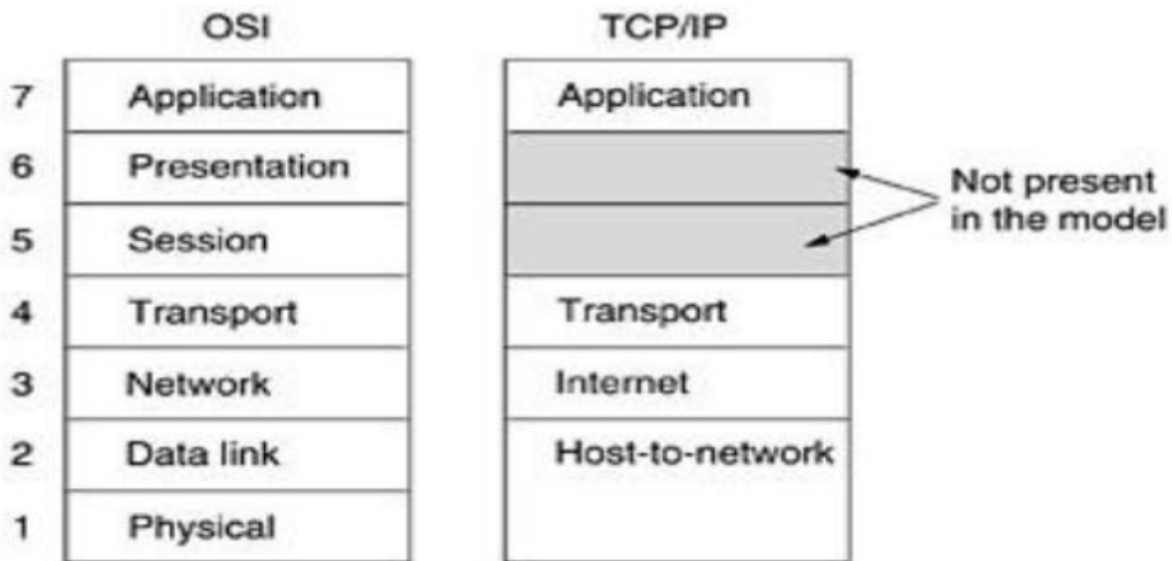 OSI TCP/IP
7 Application Application
6 Presentation
Not present
in the model
5 Session
4 Transport Transport
3 Network Internet
2 Data link Host-to-network
1 Physical